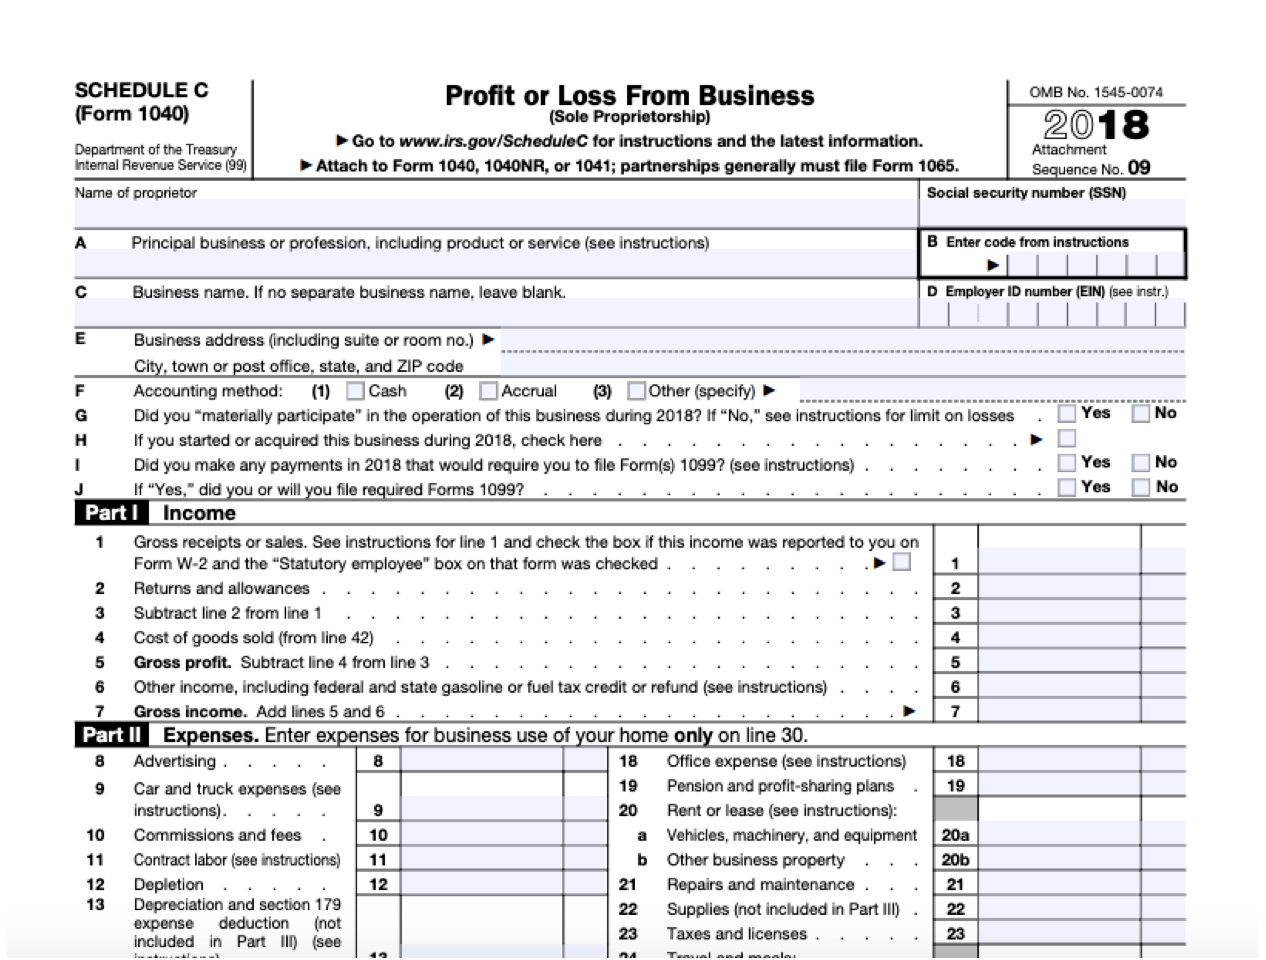 SCHEDULE C
(Form 1040)
Department of the Treasury
Internal Revenue Service (99)
Profit or Loss From Business
(Sole Proprietorship)
▶ Go to www.irs.gov/ScheduleC for instructions and the latest information.
▶ Attach to Form 1040, 1040NR, or 1041; partnerships generally must file Form 1065.
OMB No. 1545-0074
2018
Attachment
Sequence No. 09
Name of proprietor
Social security number (SSN)
A Principal business or profession, including product or service (see instructions)
B Enter code from instructions
▶
C Business name. If no separate business name, leave blank.
D Employer ID number (EIN) (see instr.)
E Business address (including suite or room no.) ▶
City, town or post office, state, and ZIP code
F Accounting method: (1) Cash (2) Accrual (3) Other (specify) ▶
G Did you “materially participate” in the operation of this business during 2018? If “No,” see instructions for limit on losses . Yes No
H If you started or acquired this business during 2018, check here . . . . . . . . . . . . . . . . . ▶
I Did you make any payments in 2018 that would require you to file Form(s) 1099? (see instructions) . . . . . . . . Yes No
J If “Yes,” did you or will you file required Forms 1099? . . . . . . . . . . . . . . . . . . . . . Yes No
Part I Income
1 Gross receipts or sales. See instructions for line 1 and check the box if this income was reported to you on
Form W-2 and the “Statutory employee” box on that form was checked . . . . . . . . . ▶ 1
2 Returns and allowances . . . . . . . . . . . . . . . . . . . . . . . . . 2
3 Subtract line 2 from line 1 . . . . . . . . . . . . . . . . . . . . . . . . 3
4 Cost of goods sold (from line 42) . . . . . . . . . . . . . . . . . . . . . . 4
5 Gross profit. Subtract line 4 from line 3 . . . . . . . . . . . . . . . . . . . . 5
6 Other income, including federal and state gasoline or fuel tax credit or refund (see instructions) . . . . 6
7 Gross income. Add lines 5 and 6 . . . . . . . . . . . . . . . . . . . . . ▶ 7
Part II Expenses. Enter expenses for business use of your home only on line 30.
8 Advertising . . . . . 8
9 Car and truck expenses (see
instructions). . . . . 9
10 Commissions and fees . 10
11 Contract labor (see instructions) 11
12 Depletion . . . . . 12
13 Depreciation and section 179
expense deduction (not
included in Part III) (see
instructions). 13
18 Office expense (see instructions) 18
19 Pension and profit-sharing plans . 19
20 Rent or lease (see instructions):
a Vehicles, machinery, and equipment 20a
b Other business property . . . 20b
21 Repairs and maintenance . . . 21
22 Supplies (not included in Part III) . 22
23 Taxes and licenses . . . . . 23
24 Travel and meals: